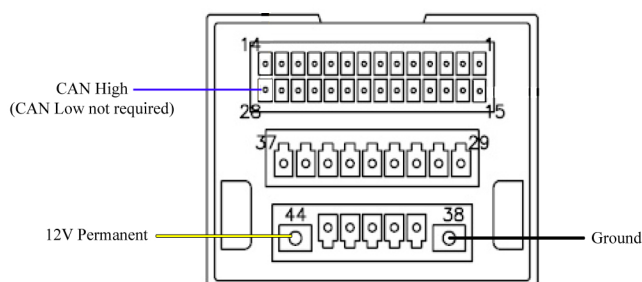 14 1
CAN High
(CAN Low not required)
28 15
37 29
44 38
12V Permanent
Ground